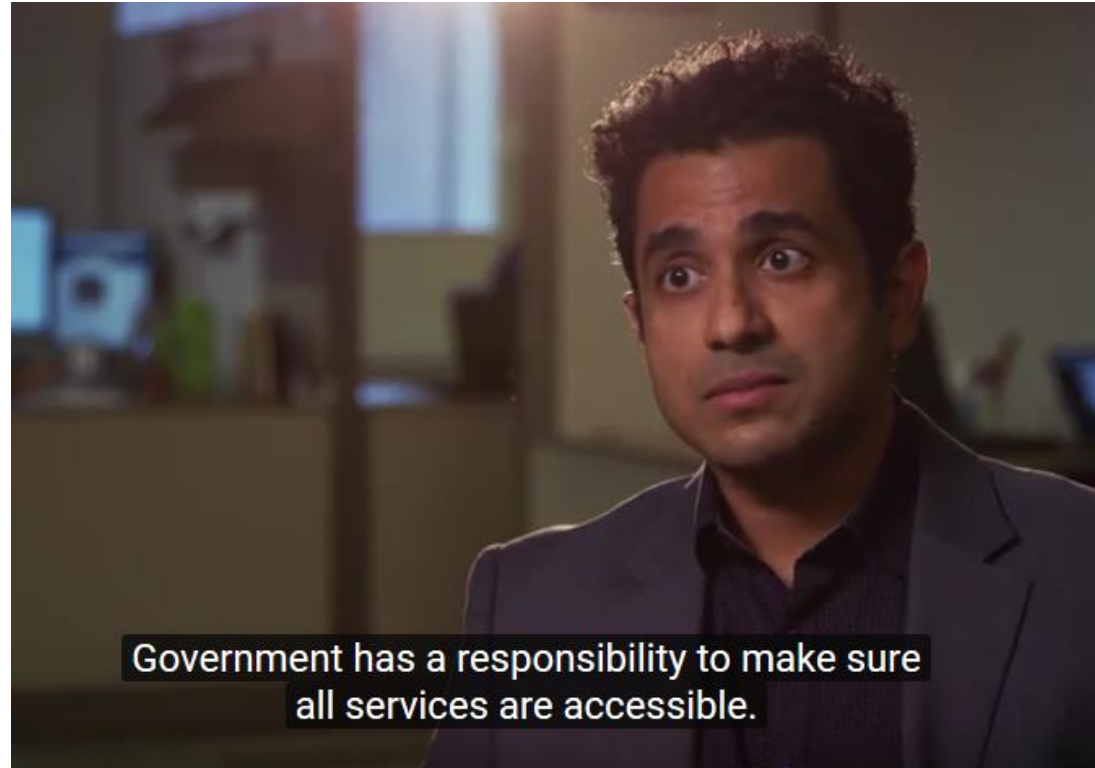 Government has a responsibility to make sure
all services are accessible.